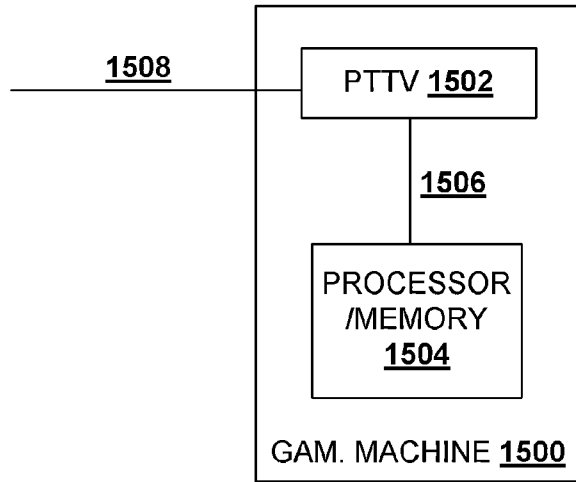 1508
PTTV 1502
1506
PROCESSOR
/MEMORY
1504
GAM. MACHINE 1500